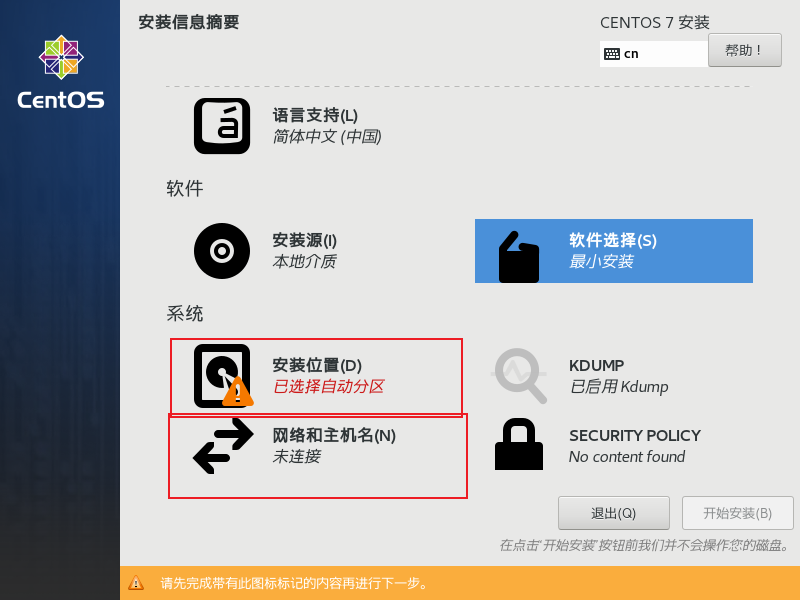 安装信息摘要
CENTOS 7 安装
cn
帮助！
CentOS
á
语言支持(L)
简体中文 (中国)
软件
安装源(I)
本地介质
软件选择(S)
最小安装
系统
安装位置(D)
已选择自动分区
KDUMP
已启用 Kdump
网络和主机名(N)
未连接
SECURITY POLICY
No content found
退出(Q)
开始安装(B)
在点击“开始安装”按钮前我们并不会操作您的磁盘。
请先完成带有此图标标记的内容再进行下一步。